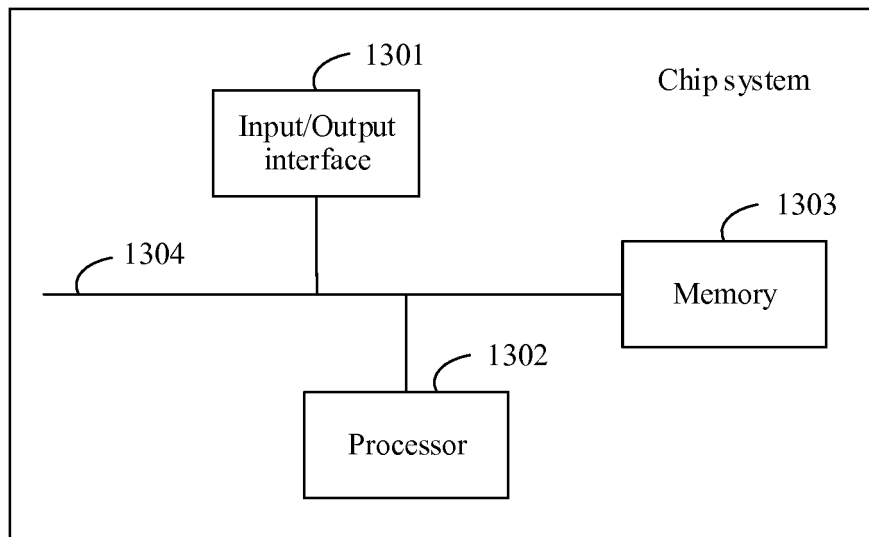 1301
Chip system
Input/Output
interface
1303
1304
Memory
1302
Processor